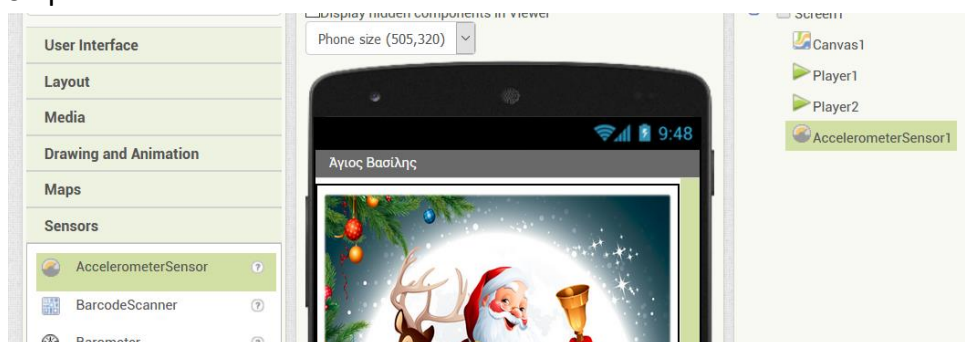 Display hidden components in Viewer
Phone size (505,320)
User Interface
Layout
Media
Drawing and Animation
Maps
Sensors
AccelerometerSensor
BarcodeScanner
Barometer
9:48
Άγιος Βασίλης
Screen1
Canvas1
Player1
Player2
AccelerometerSensor1